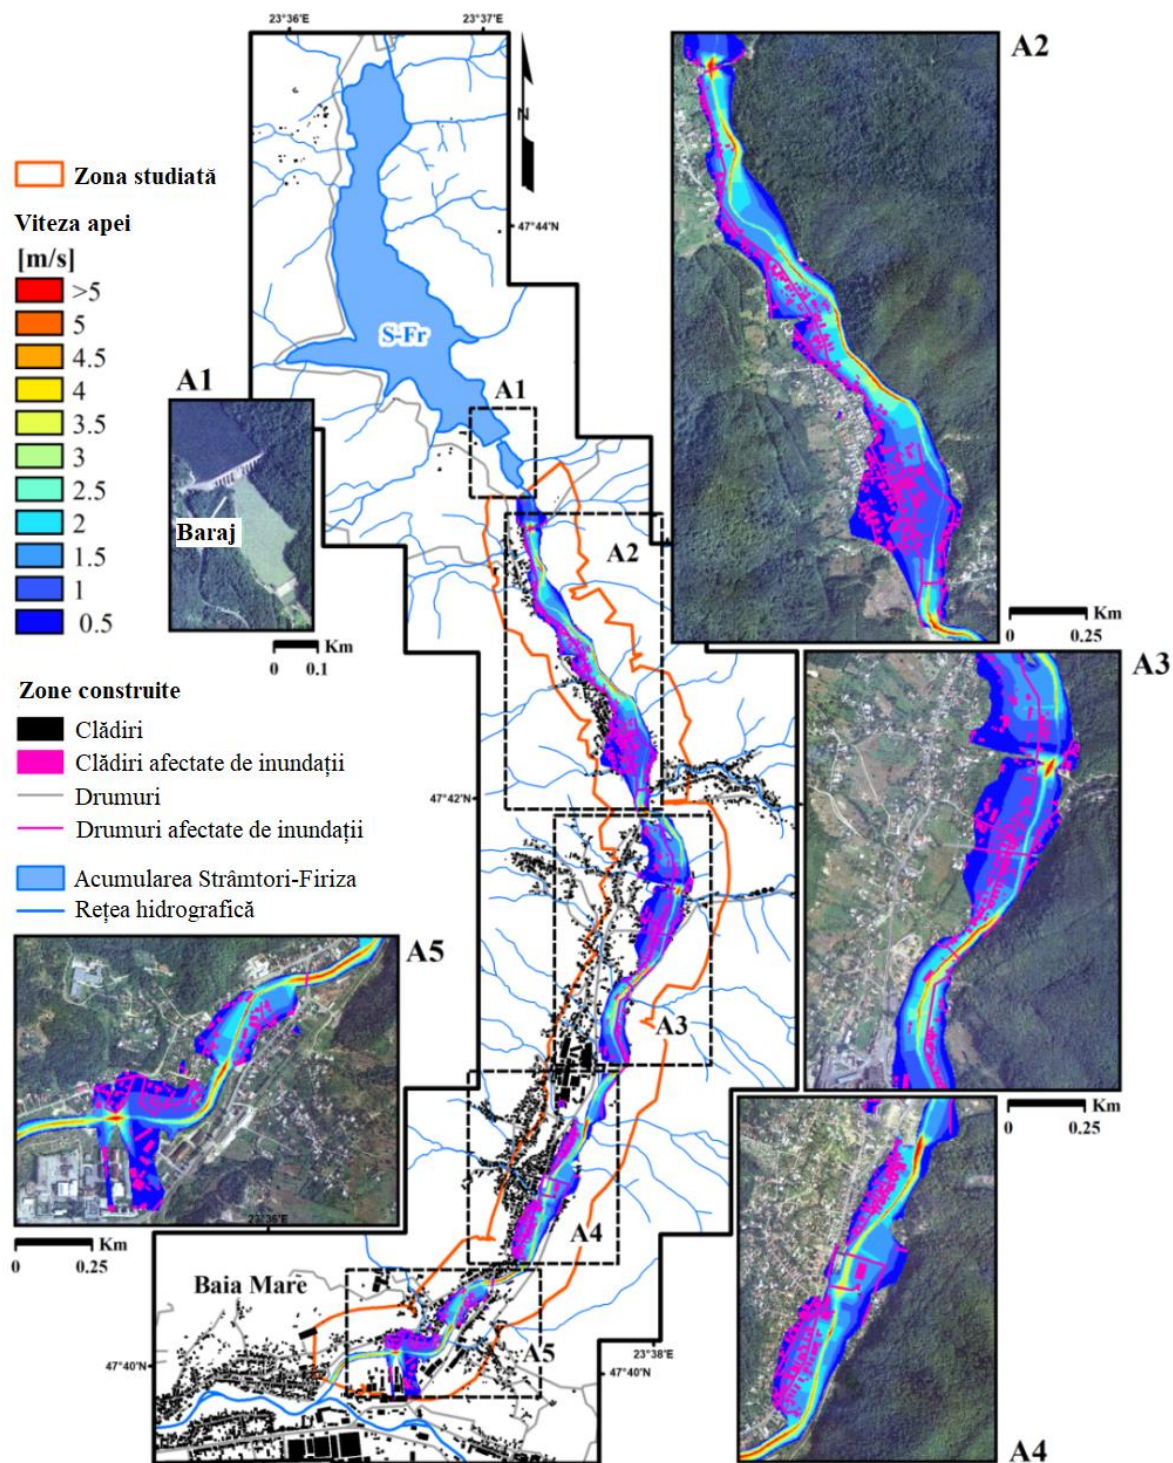 23°36'E
23°37'E
A2
N
Zona studiată
Viteza apei
[m/s]
>5
5
4.5
4
3.5
3
2.5
2
1.5
1
0.5
47°44'N
S-Fr
A1
A1
Baraj
Km
0 0.1
A2
Km
0 0.25
A3
Zone construite
Clădiri
Clădiri afectate de inundații
Drumuri
Drumuri afectate de inundații
Acumularea Strâmtori-Firiza
Rețea hidrografică
47°42'N
A3
Km
0 0.25
A5
23°36'E
Km
0 0.25
A4
Baia Mare
A5
47°40'N
23°38'E
47°40'N
A4